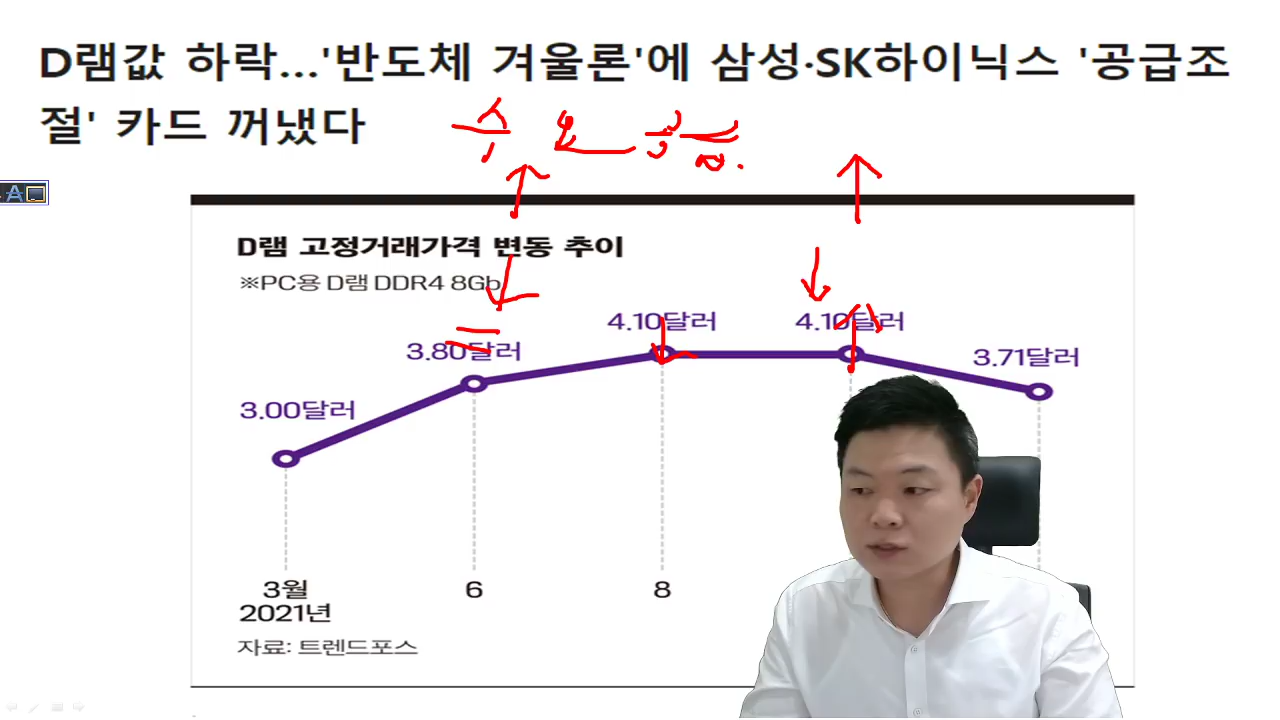 D램값 하락...'반도체 겨울론'에 삼성·SK하이닉스 '공급조
절' 카드 꺼냈다
D램 고정거래가격 변동 추이
※PC용 D램 DDR4 8Gb
3.00달러
3.80달러
4.10달러
4.10달러
3.71달러
3월
6
8
2021년
자료: 트렌드포스